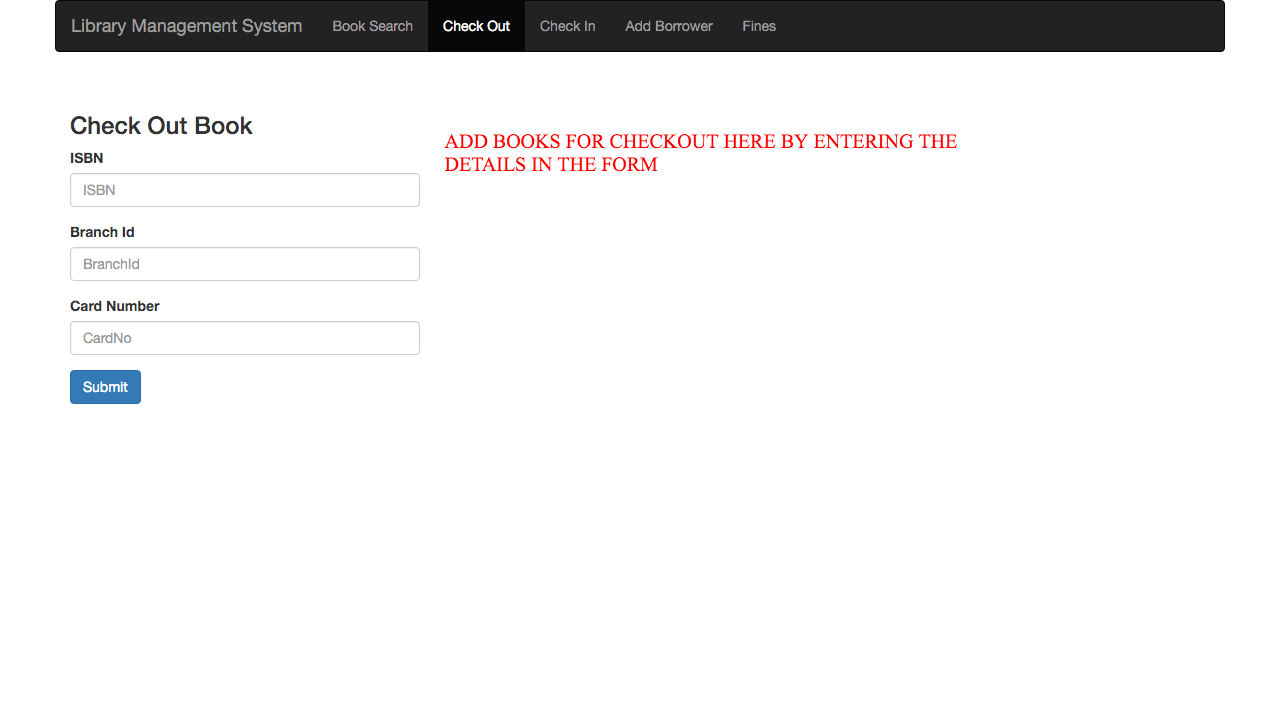 Library Management System Book Search Check Out Check In Add Borrower Fines
Check Out Book
ISBN
ISBN
Branch Id
BranchId
Card Number
CardNo
Submit
ADD BOOKS FOR CHECKOUT HERE BY ENTERING THE
DETAILS IN THE FORM